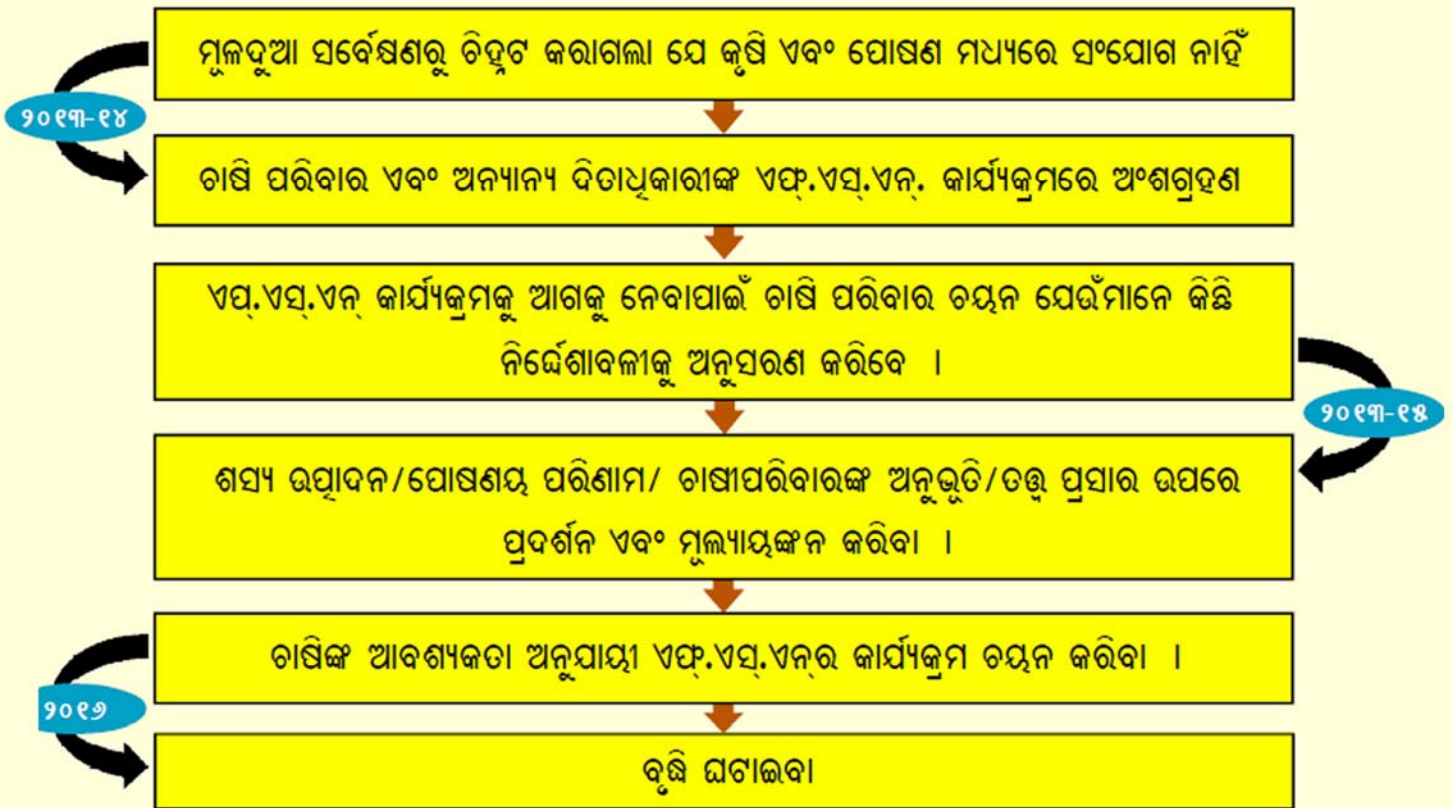 ମୂଳଦୁଆ ସର୍ବେକ୍ଷଣରୁ ଚିହ୍ନଟ କରାଗଲା ଯେ କୃଷି ଏବଂ ପୋଷଣ ମଧ୍ୟରେ ସଂଯୋଗ ନାହିଁ
୨୦୧୩-୧୪
ଚାଷି ପରିବାର ଏବଂ ଅନ୍ୟାନ୍ୟ ଦିତାଧିକାରୀଙ୍କ ଏଫ୍.ଏସ୍.ଏନ୍. କାର୍ଯ୍ୟକ୍ରମରେ ଅଂଶଗ୍ରହଣ
ଏପ୍.ଏସ୍.ଏନ୍ କାର୍ଯ୍ୟକ୍ରମକୁ ଆଗକୁ ନେବାପାଇଁ ଚାଷି ପରିବାର ଚୟନ ଯେଉଁମାନେ କିଛି
ନିର୍ଦ୍ଦେଶାବଳୀକୁ ଅନୁସରଣ କରିବେ ।
୨୦୧୩-୧୫
ଶସ୍ୟ ଉତ୍ପାଦନ/ପୋଷଣୟ ପରିଣାମ/ ଚାଷୀପରିବାରଙ୍କ ଅନୁଭୂତି/ତତ୍ତ୍ୱ ପ୍ରସାର ଉପରେ
ପ୍ରଦର୍ଶନ ଏବଂ ମୂଲ୍ୟାୟଙ୍କନ କରିବା ।
ଚାଷିଙ୍କ ଆବଶ୍ୟକତା ଅନୁଯାୟୀ ଏଫ୍.ଏସ୍.ଏନ୍‌ର କାର୍ଯ୍ୟକ୍ରମ ଚୟନ କରିବା ।
୨୦୧୬
ବୃଦ୍ଧି ଘଟାଇବା